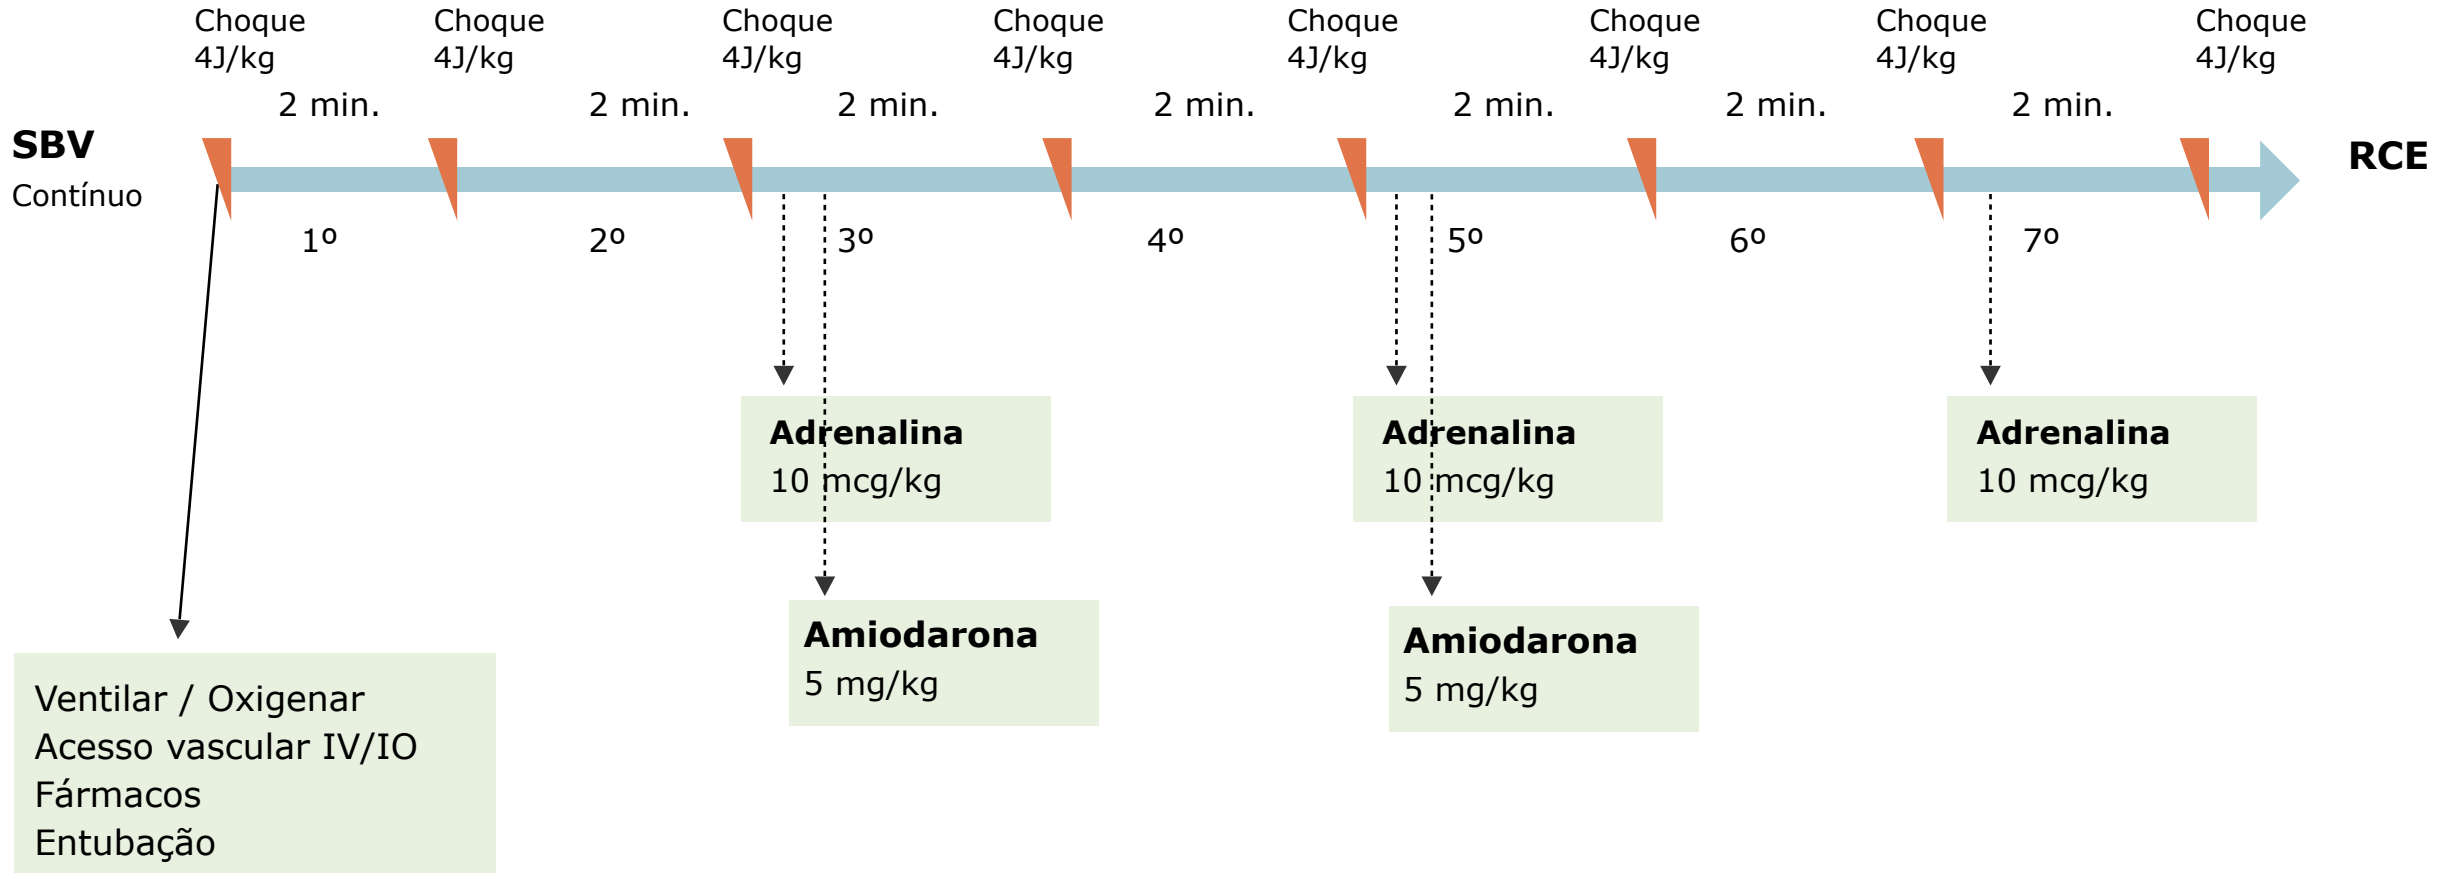 Choque
4J/kg
Choque
4J/kg
Choque
4J/kg
Choque
4J/kg
Choque
4J/kg
Choque
4J/kg
Choque
4J/kg
Choque
4J/kg
2 min.
2 min.
2 min.
2 min.
2 min.
2 min.
2 min.
SBV
Contínuo
RCE
1º
2º
3º
4º
5º
6º
7º
Adrenalina
10 mcg/kg
Adrenalina
10 mcg/kg
Adrenalina
10 mcg/kg
Amiodarona
5 mg/kg
Amiodarona
5 mg/kg
Ventilar / Oxigenar
Acesso vascular IV/IO
Fármacos
Entubação